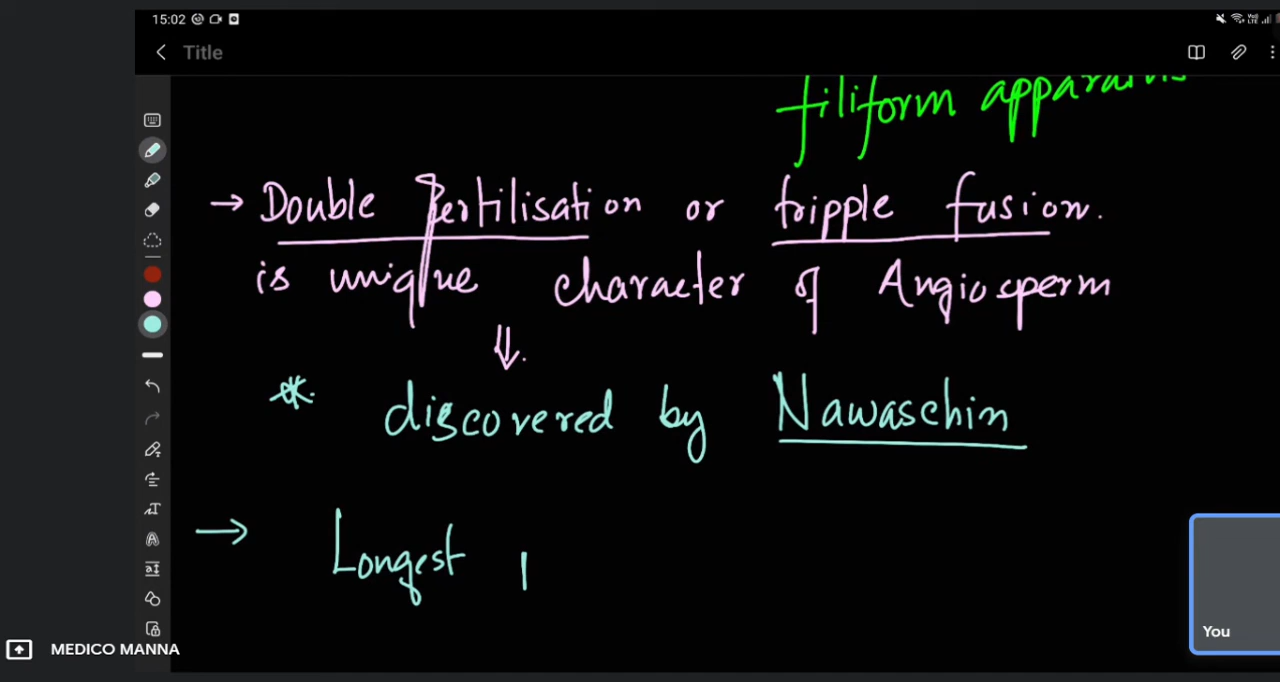 15:02
Title
filiform apparatus
→ Double fertilisation or tripple fusion.
is unique character of Angiosperm
⇓.
* discovered by Nawaschin
→ Longest
You
MEDICO MANNA